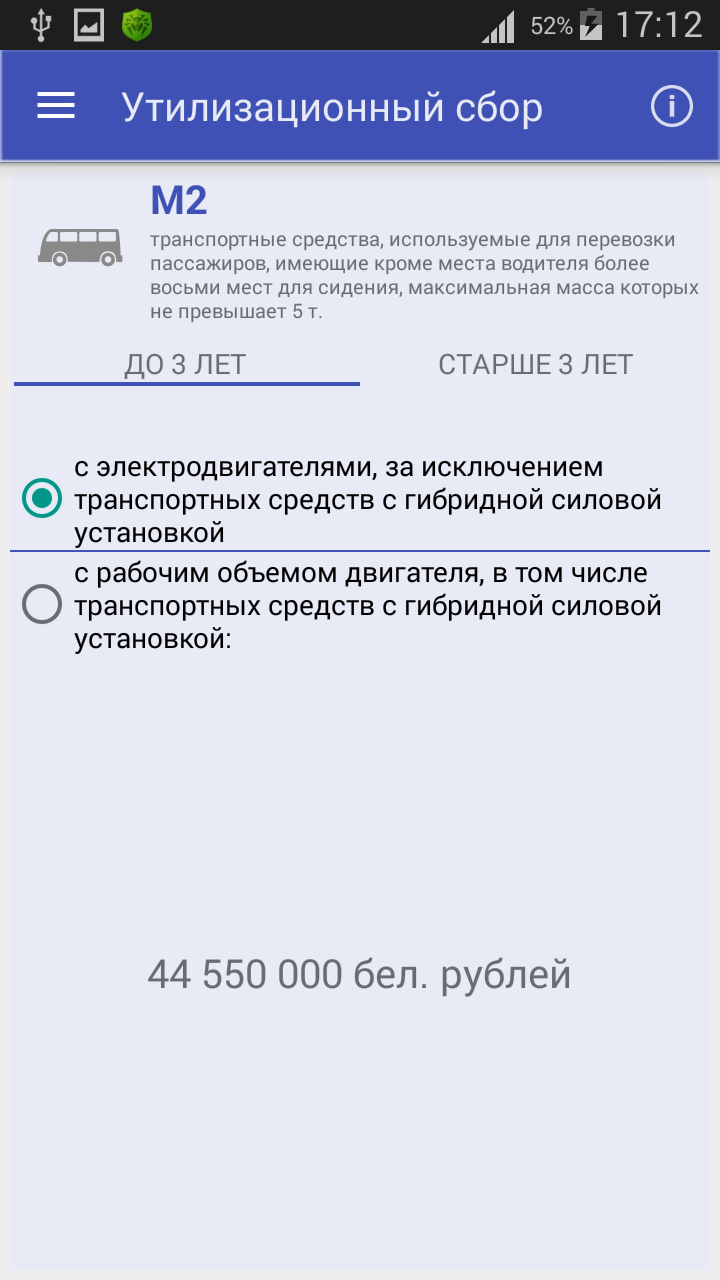 52% 17:12
Утилизационный сбор
M2
транспортные средства, используемые для перевозки
пассажиров, имеющие кроме места водителя более
восьми мест для сидения, максимальная масса которых
не превышает 5 т.
ДО 3 ЛЕТ СТАРШЕ 3 ЛЕТ
с электродвигателями, за исключением
транспортных средств с гибридной силовой
установкой
с рабочим объемом двигателя, в том числе
транспортных средств с гибридной силовой
установкой:
44 550 000 бел. рублей